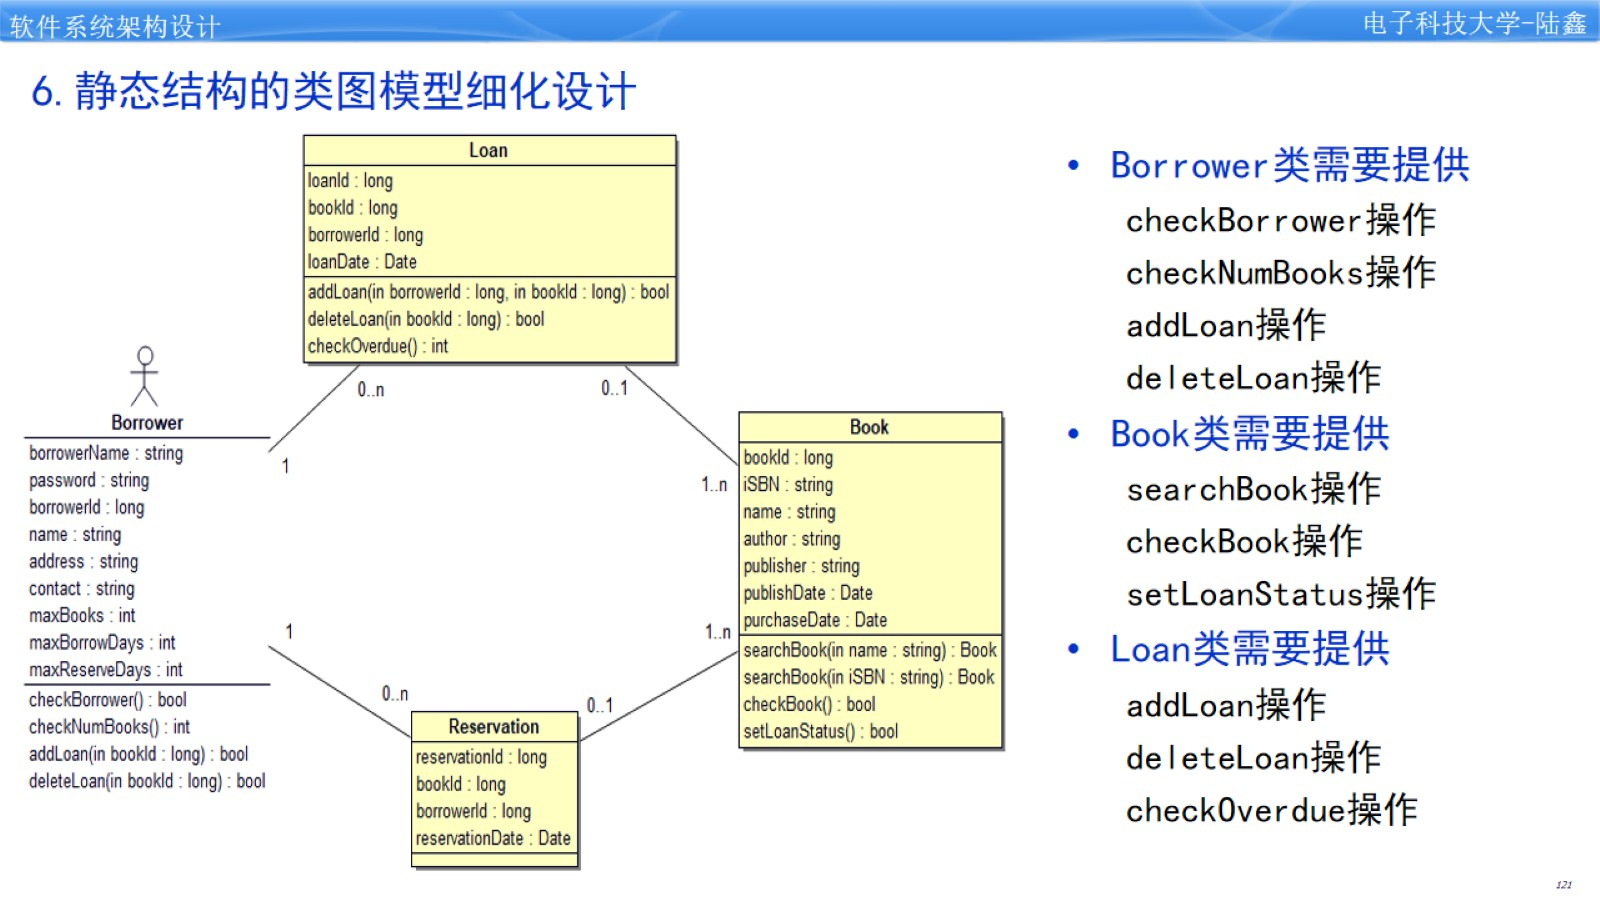 软件系统架构设计
电子科技大学-陆鑫
6.静态结构的类图模型细化设计
Loan
loanId : long
bookId : long
borrowerId : long
loanDate : Date
addLoan(in borrowerId : long, in bookId : long) : bool
deleteLoan(in bookId : long) : bool
checkOverdue() : int
0..n
0..1
Borrower
borrowerName : string
password : string
borrowerId : long
name : string
address : string
contact : string
maxBooks : int
maxBorrowDays : int
maxReserveDays : int
checkBorrower() : bool
checkNumBooks() : int
addLoan(in bookId : long) : bool
deleteLoan(in bookId : long) : bool
1
1
0..n
Reservation
reservationId : long
bookId : long
borrowerId : long
reservationDate : Date
0..1
1..n
1..n
Book
bookId : long
iSBN : string
name : string
author : string
publisher : string
publishDate : Date
purchaseDate : Date
searchBook(in name : string) : Book
searchBook(in iSBN : string) : Book
checkBook() : bool
setLoanStatus() : bool
• Borrower类需要提供
checkBorrower操作
checkNumBooks操作
addLoan操作
deleteLoan操作
• Book类需要提供
searchBook操作
checkBook操作
setLoanStatus操作
• Loan类需要提供
addLoan操作
deleteLoan操作
checkOverdue操作
121